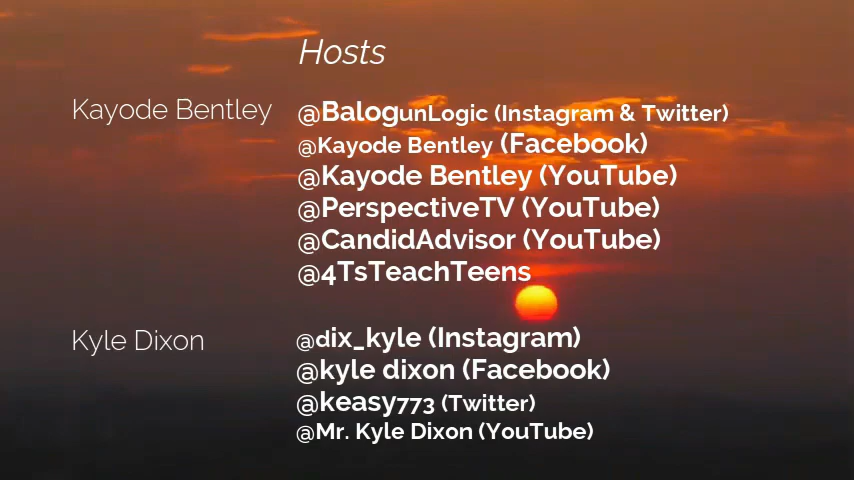 Hosts
Kayode Bentley @BalogunLogic (Instagram & Twitter)
@Kayode Bentley (Facebook)
@Kayode Bentley (YouTube)
@PerspectiveTV (YouTube)
@CandidAdvisor (YouTube)
@4TsTeachTeens
Kyle Dixon @dix_kyle (Instagram)
@kyle dixon (Facebook)
@keasy773 (Twitter)
@Mr. Kyle Dixon (YouTube)